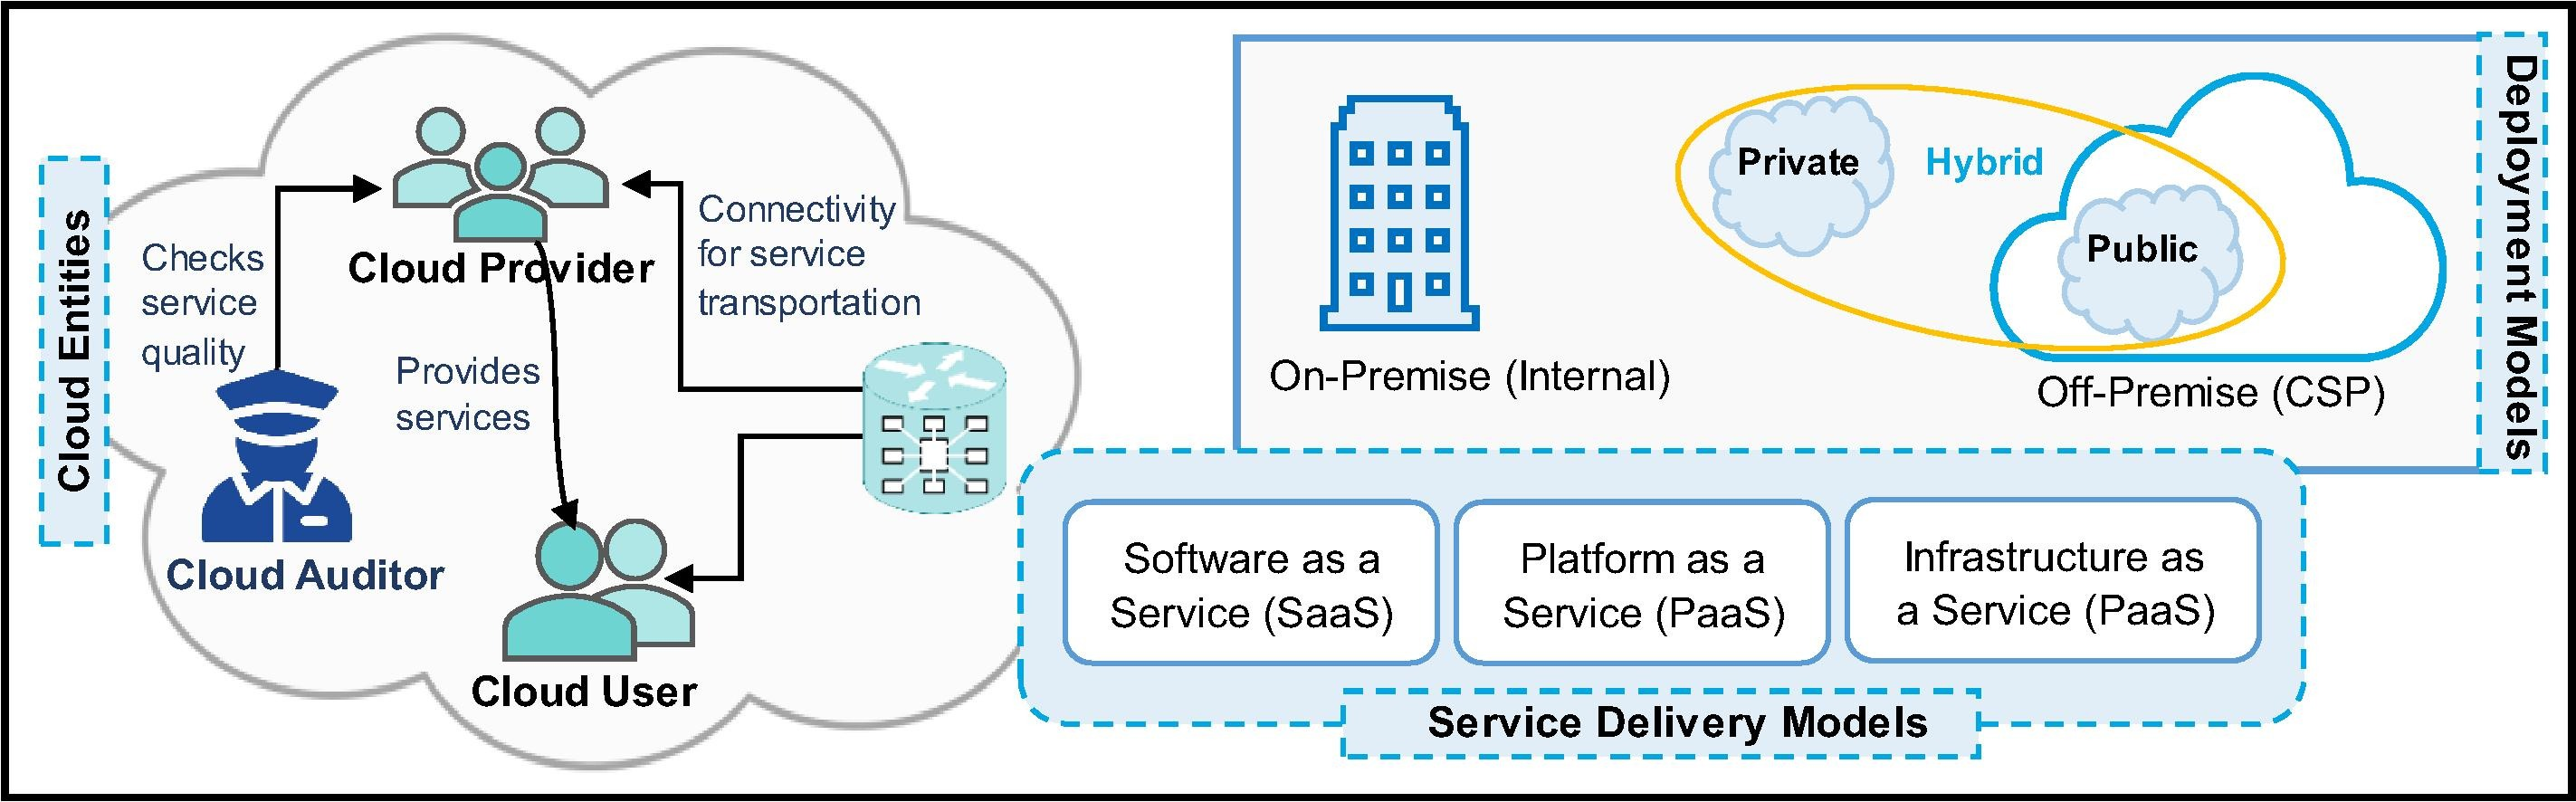 Cloud Entities
Cloud Provider
Checks
service
quality
Connectivity
for service
transportation
Provides
services
Cloud Auditor
Cloud User
Deployment Models
Private
Hybrid
Public
On-Premise (Internal)
Off-Premise (CSP)
Software as a
Service (SaaS)
Platform as a
Service (PaaS)
Infrastructure as
a Service (PaaS)
Service Delivery Models